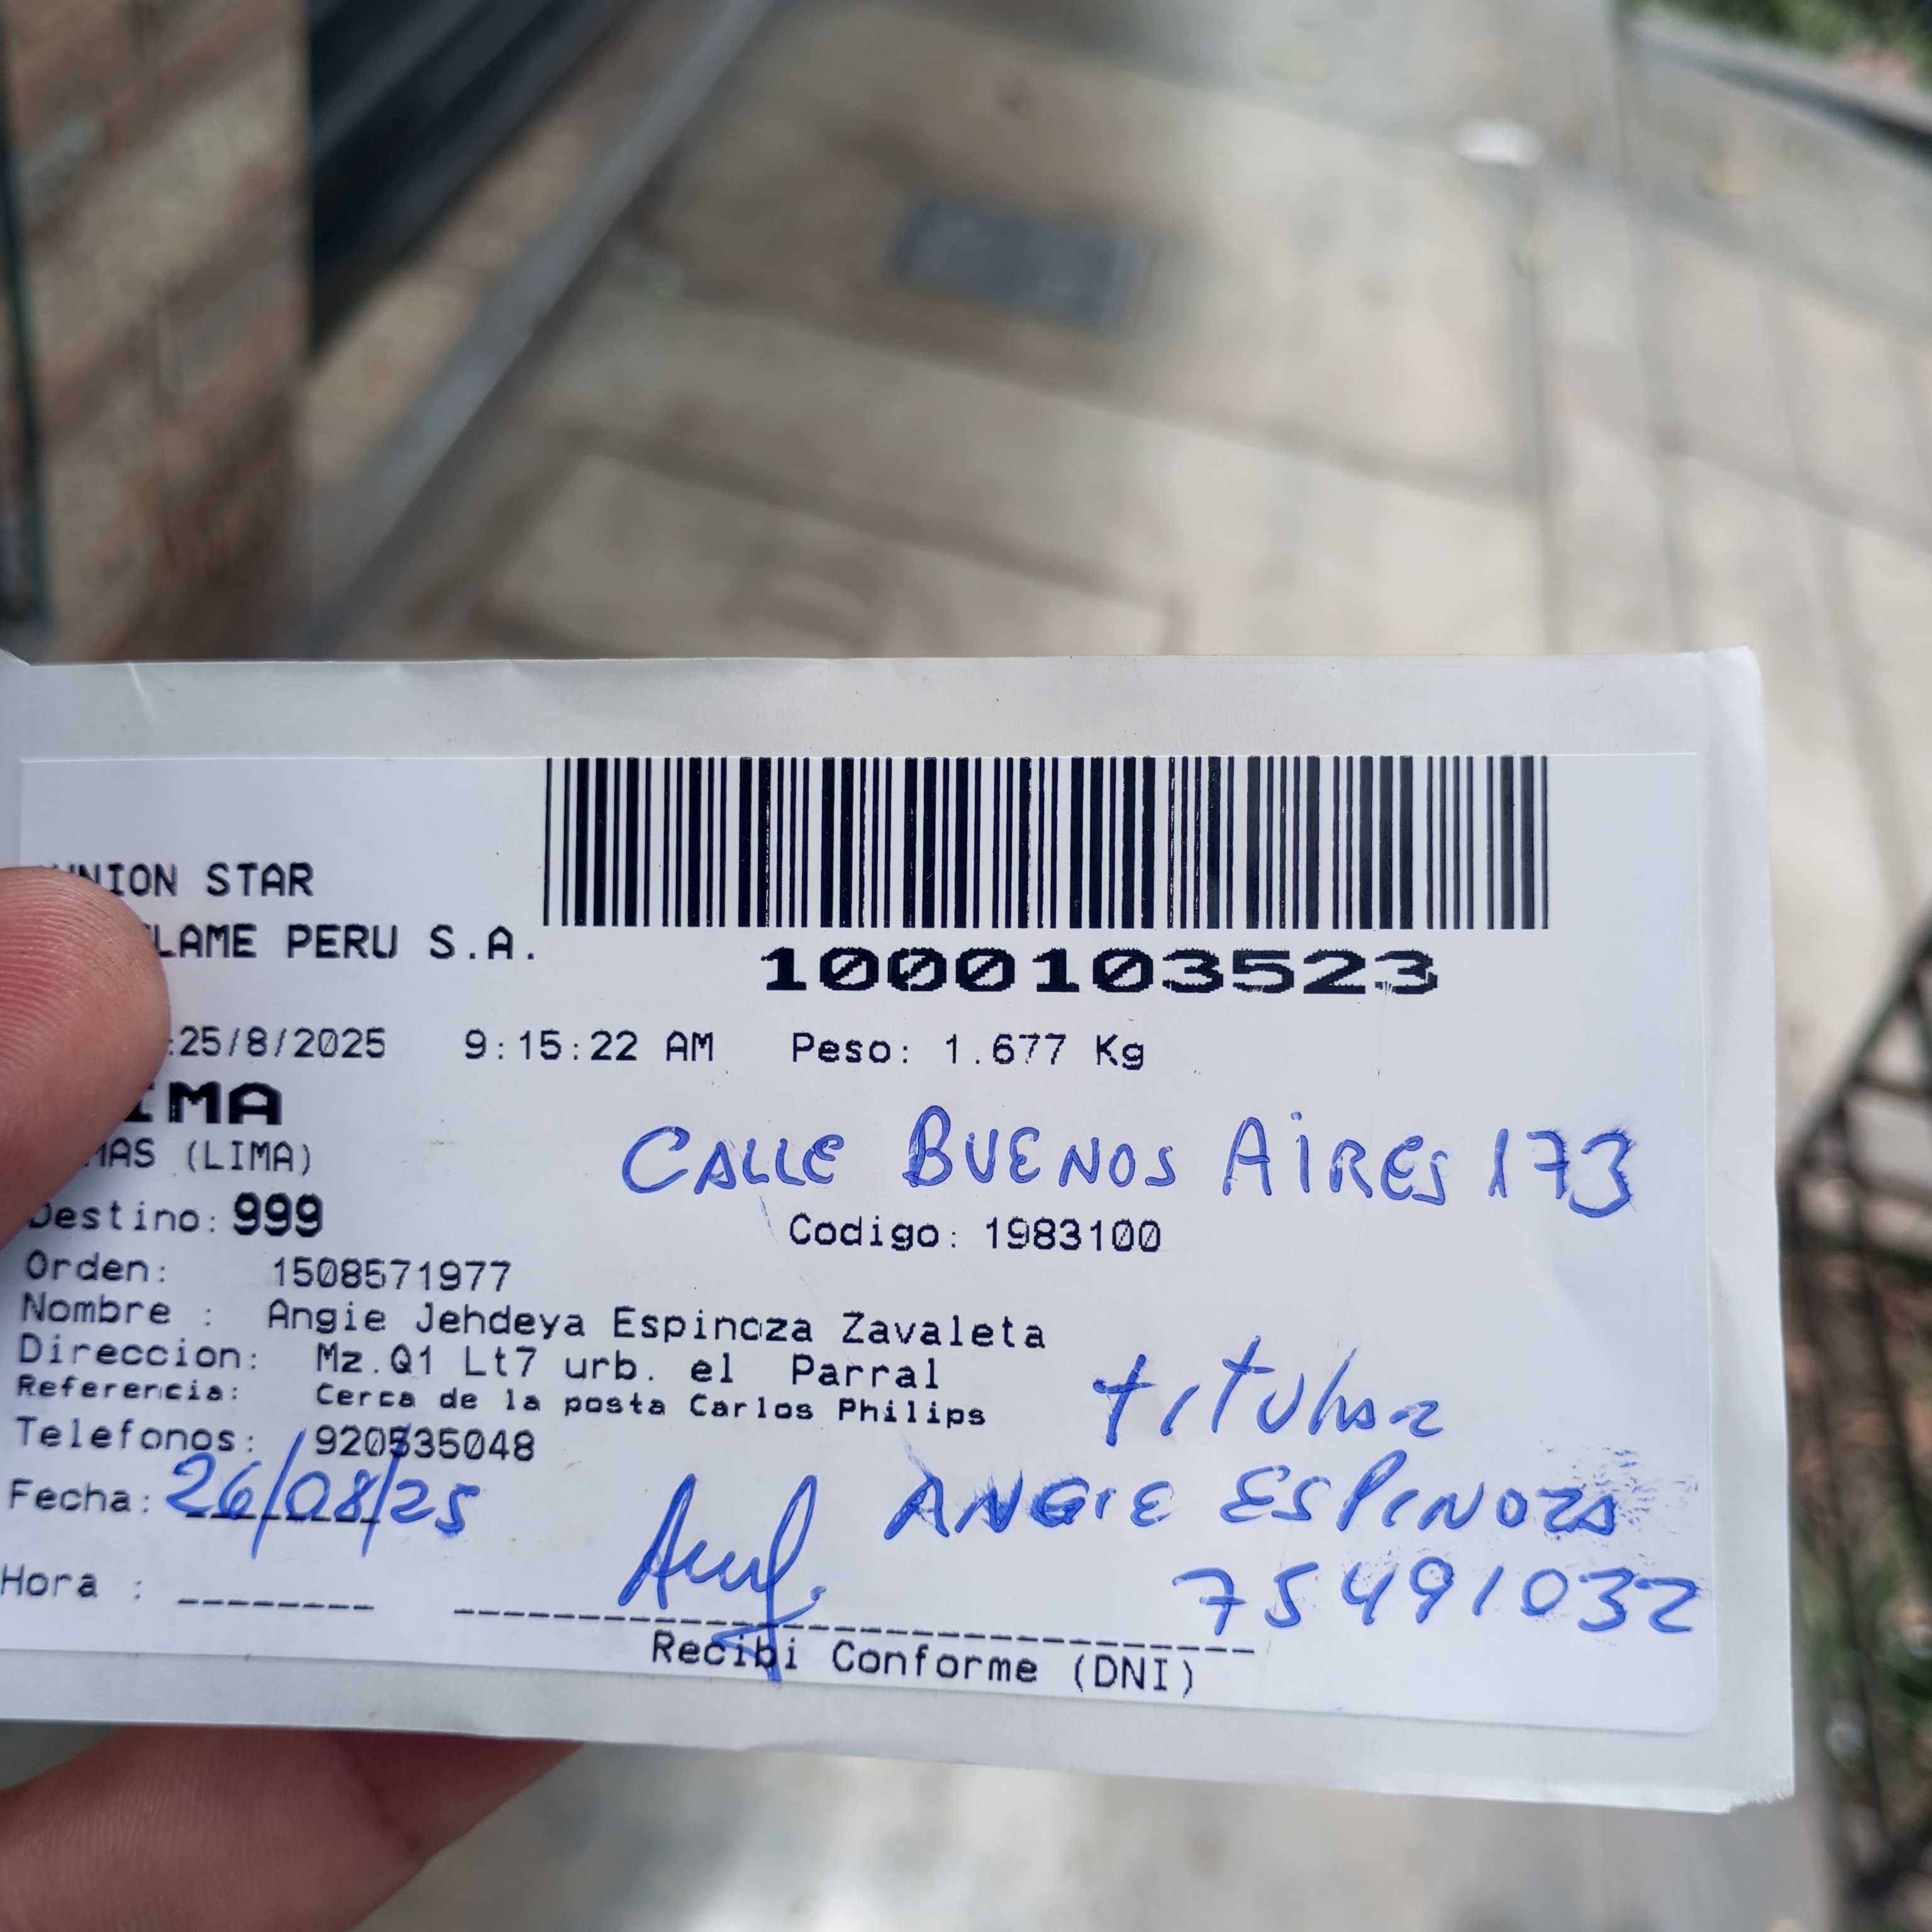 UNION STAR
LAME PERU S.A.
1000103523
:25/8/2025 9:15:22 AM Peso: 1.677 Kg
IMA
MAS (LIMA)
CALLE BUENOS AIRES 173
Destino: 999
Codigo: 1983100
Orden: 1508571977
Nombre : Angie Jehdeya Espinoza Zavaleta
Direccion: Mz.Q1 Lt7 urb. el Parral
Referencia: Cerca de la posta Carlos Philips
titular
Telefonos: 920535048
Fecha: 26/08/25
ANGIE ESPINOZA
75491032
Hora :
Recibi Conforme (DNI)